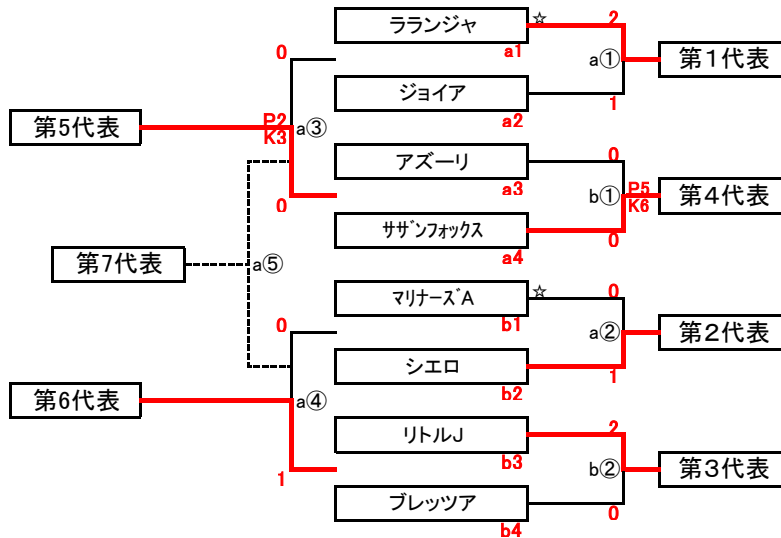 ラランジャ
☆
2
a1
0
a①
第1代表
ジョイア
a2
1
第5代表
P2
K3
a③
アズーリ
a3
0
0
b①
P5
K6
第4代表
サザンフォックス
a4
0
第7代表
a⑤
マリナーズA
☆
0
b1
0
a②
第2代表
シエロ
b2
1
第6代表
a④
リトルJ
2
b3
1
b②
第3代表
ブレッツア
b4
0